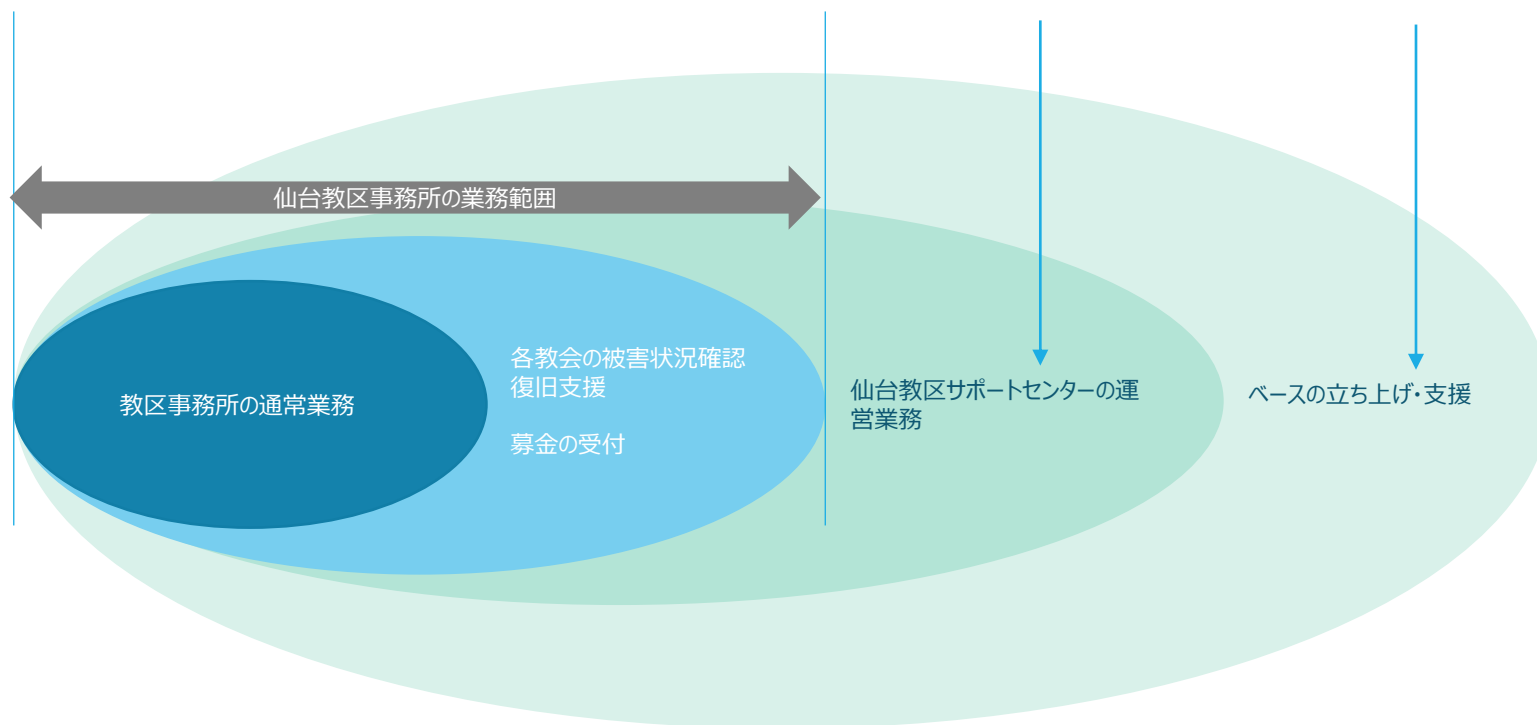 仙台教区事務所の業務範囲
各教会の被害状況確認
復旧支援
募金の受付
教区事務所の通常業務
仙台教区サポートセンターの運
営業務
ベースの立ち上げ・支援